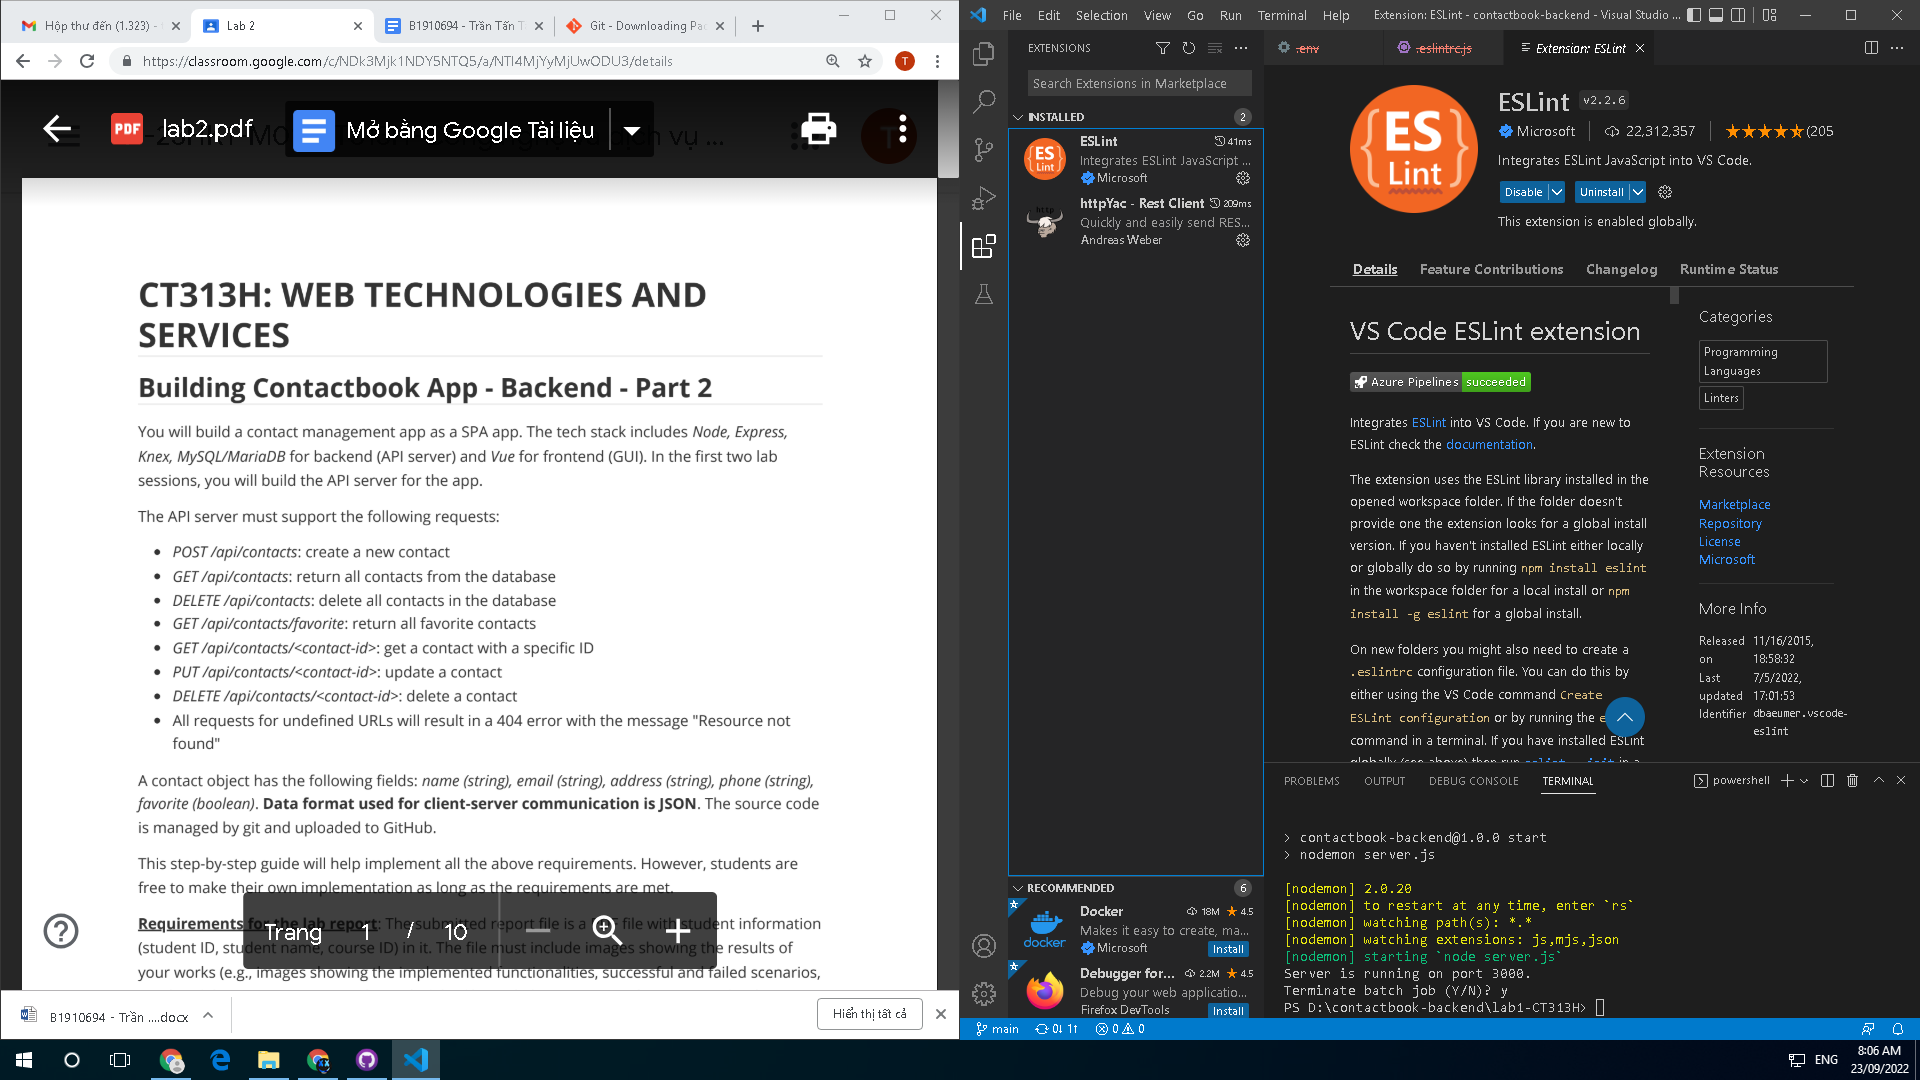 Hộp thư đến (1.323) -
Lab 2
B1910694 - Trần Tấn T
Git - Downloading Pac
https://classroom.google.com/c/NDk3Mjk1NDY5NTQ5/a/NTI4MjYyMjUwODU3/details
T
PDF
lab2.pdf
Mở bằng Google Tài liệu
CT313H: WEB TECHNOLOGIES AND
SERVICES
Building Contactbook App - Backend - Part 2
You will build a contact management app as a SPA app. The tech stack includes Node, Express,
Knex, MySQL/MariaDB for backend (API server) and Vue for frontend (GUI). In the first two lab
sessions, you will build the API server for the app.
The API server must support the following requests:
• POST /api/contacts: create a new contact
• GET /api/contacts: return all contacts from the database
• DELETE /api/contacts: delete all contacts in the database
• GET /api/contacts/favorite: return all favorite contacts
• GET /api/contacts/<contact-id>: get a contact with a specific ID
• PUT /api/contacts/<contact-id>: update a contact
• DELETE /api/contacts/<contact-id>: delete a contact
• All requests for undefined URLs will result in a 404 error with the message "Resource not
found"
A contact object has the following fields: name (string), email (string), address (string), phone (string),
favorite (boolean). Data format used for client-server communication is JSON. The source code
is managed by git and uploaded to GitHub.
This step-by-step guide will help implement all the above requirements. However, students are
free to make their own implementation as long as the requirements are met.
Requirements for the lab report: The submitted report file is a file with student information
(student ID, student name, course ID) in it. The file must include images showing the results of
your works (e.g., images showing the implemented functionalities, successful and failed scenarios,
Trang 1 / 10
B1910694 - Trần ....docx
Hiển thị tất cả
File Edit Selection View Go Run Terminal Help
Extension: ESLint - contactbook-backend - Visual Studio ...
EXTENSIONS
Search Extensions in Marketplace
INSTALLED 2
ESLint 41ms
Integrates ESLint JavaScript ...
Microsoft
httpYac - Rest Client 209ms
Quickly and easily send RES...
Andreas Weber
RECOMMENDED 6
Docker 18M 4.5
Makes it easy to create, ma...
Microsoft Install
Debugger for... 2.2M 4.5
Debug your web applicatio...
Firefox DevTools Install
.env
.eslintrc.js
Extension: ESLint
ES
Lint
ESLint v2.2.6
Microsoft 22,312,357 (205
Integrates ESLint JavaScript into VS Code.
Disable Uninstall
This extension is enabled globally.
Details Feature Contributions Changelog Runtime Status
VS Code ESLint extension
Azure Pipelines succeeded
Integrates ESLint into VS Code. If you are new to
ESLint check the documentation.
The extension uses the ESLint library installed in the
opened workspace folder. If the folder doesn't
provide one the extension looks for a global install
version. If you haven't installed ESLint either locally
or globally do so by running npm install eslint
in the workspace folder for a local install or npm
install -g eslint for a global install.
On new folders you might also need to create a
.eslintrc configuration file. You can do this by
either using the VS Code command Create
ESLint configuration or by running the
command in a terminal. If you have installed ESLint
globally (see above) then run eslint --init in a
Categories
Programming
Languages
Linters
Extension
Resources
Marketplace
Repository
License
Microsoft
More Info
Released on 11/16/2015, 18:58:32
Last updated 7/5/2022, 17:01:53
Identifier dbaeumer.vscode-eslint
PROBLEMS OUTPUT DEBUG CONSOLE TERMINAL
powershell
> contactbook-backend@1.0.0 start
> nodemon server.js
[nodemon] 2.0.20
[nodemon] to restart at any time, enter `rs`
[nodemon] watching path(s): *.*
[nodemon] watching extensions: js,mjs,json
[nodemon] starting `node server.js`
Server is running on port 3000.
Terminate batch job (Y/N)? y
PS D:\contactbook-backend\lab1-CT313H>
main 0↓ 1↑ 0 0
ENG
8:06 AM
23/09/2022